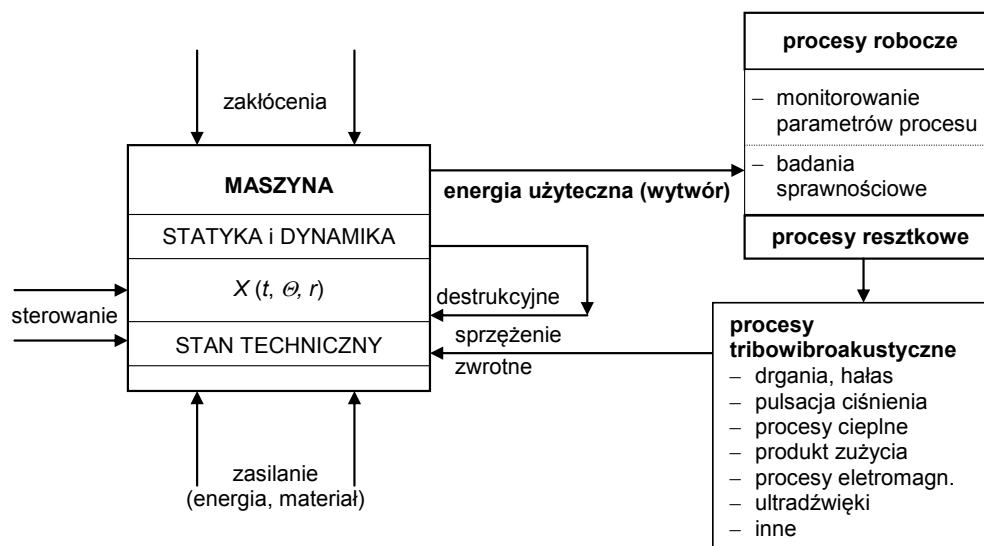 zakłócenia
MASZYNA
STATYKA i DYNAMIKA
X (t, Θ, r)
STAN TECHNICZNY
sterowanie
zasilanie
(energia, materiał)
energia użyteczna (wytwór)
destrukcyjne
sprzężenie
zwrotne
procesy robocze
– monitorowanie
parametrów procesu
– badania
sprawnościowe
procesy resztkowe
procesy
tribowibroakustyczne
– drgania, hałas
– pulsacja ciśnienia
– procesy cieplne
– produkt zużycia
– procesy eletromagn.
– ultradźwięki
– inne